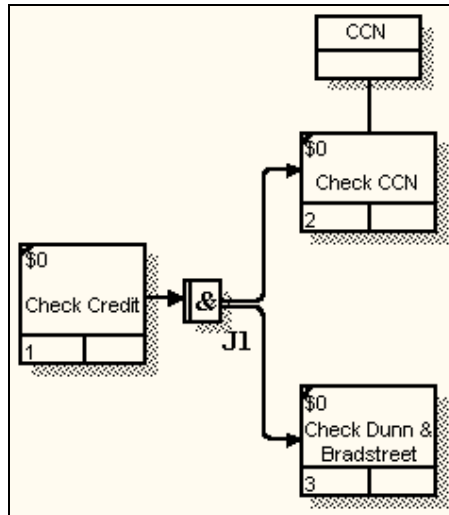 CCN
$0
Check CCN
2
$0
Check Credit
1
&
J1
$0
Check Dunn &
Bradstreet
3